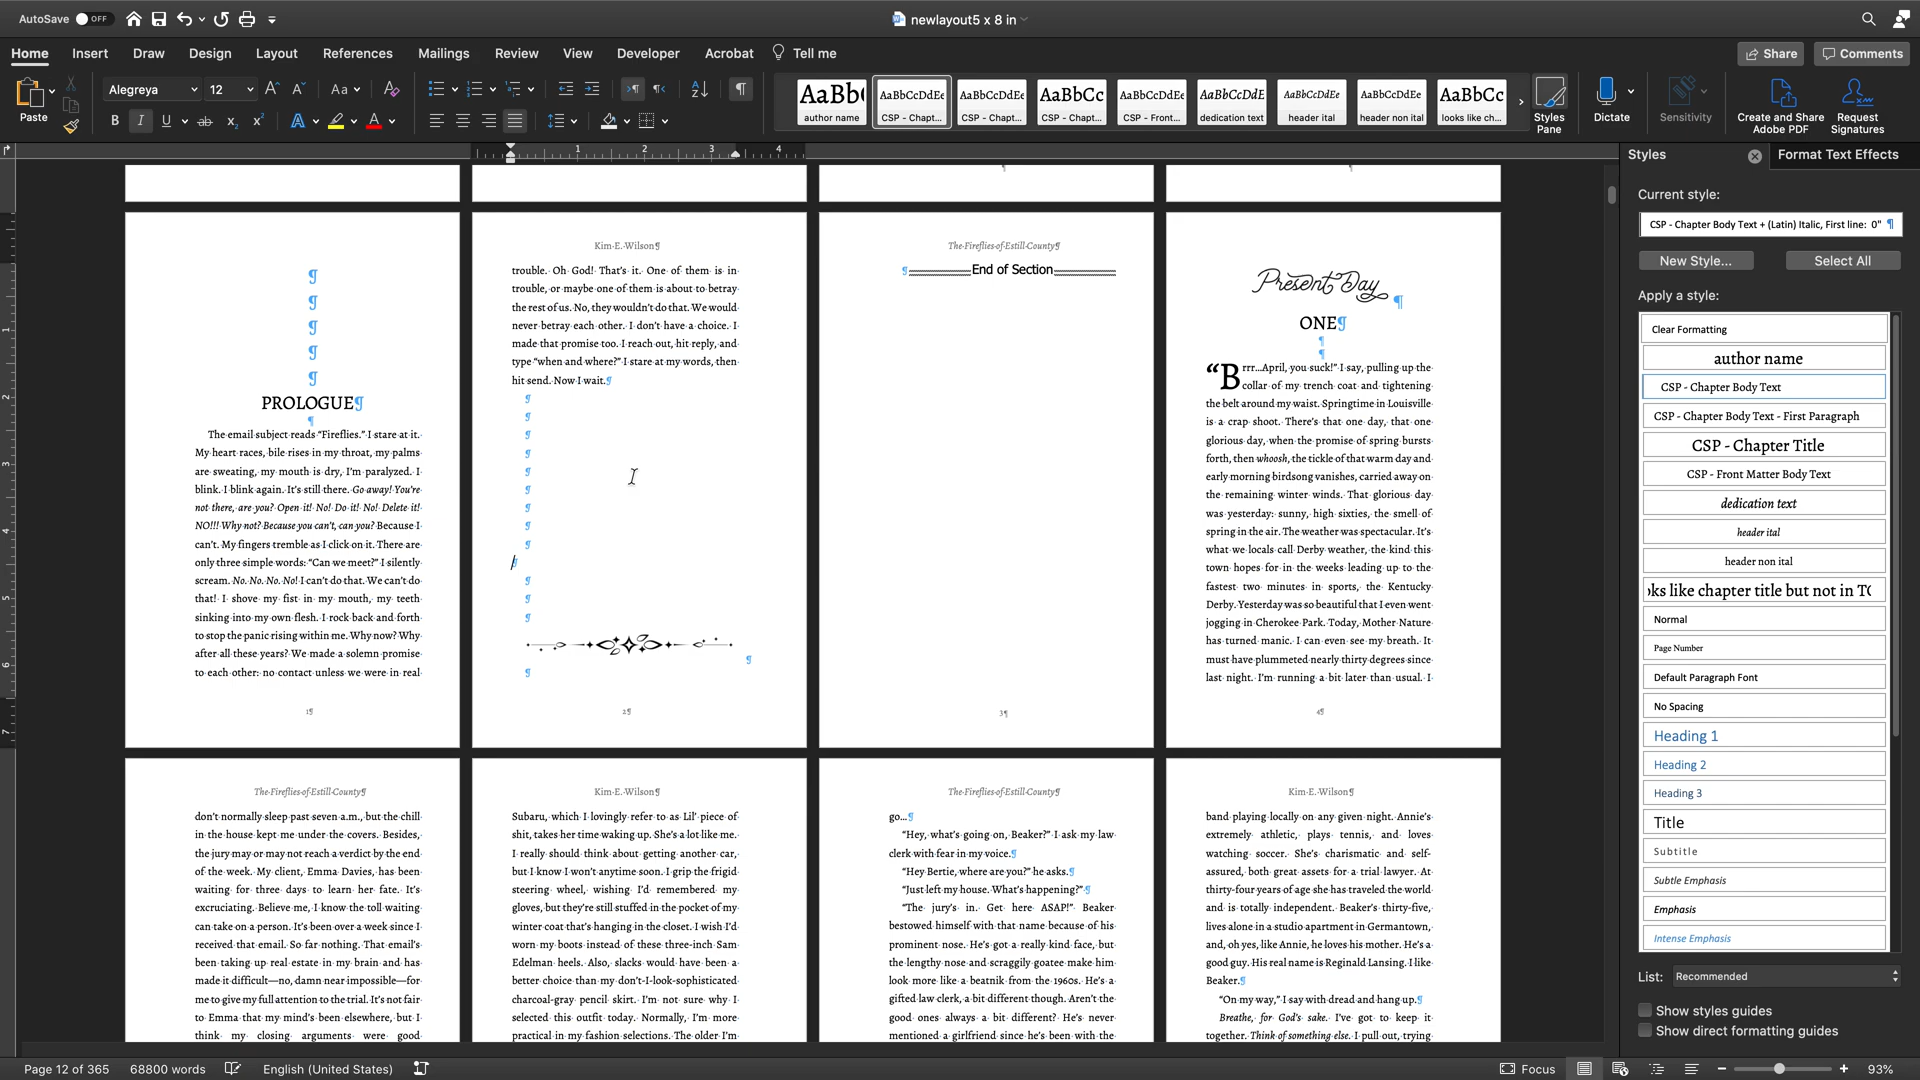 AutoSave OFF
newlayout5 x 8 in
Home Insert Draw Design Layout References Mailings Review View Developer Acrobat Tell me
Share Comments
Paste
Alegreya 12
AaBb( author name
AaBbCcDdEe CSP - Chapt...
AaBbCcDdEe CSP - Chapt...
AaBbCc CSP - Chapt...
AaBbCcDdEe CSP - Front...
AaBbCcDdE dedication text
AaBbCcDdEe header ital
AaBbCcDdEe header non ital
AaBbCc looks like ch...
Styles Pane
Dictate
Sensitivity
Create and Share Adobe PDF
Request Signatures
1 2 3 4
PROLOGUE¶
The email subject reads “Fireflies.” I stare at it.
My heart races, bile rises in my throat, my palms
are sweating, my mouth is dry, I’m paralyzed. I
blink. I blink again. It’s still there. Go away! You’re
not there, are you? Open it! No! Do it! No! Delete it!
NO!!! Why not? Because you can’t, can you? Because I
can’t. My fingers tremble as I click on it. There are
only three simple words: “Can we meet?” I silently
scream. No. No. No. No! I can’t do that. We can’t do
that! I shove my fist in my mouth, my teeth
sinking into my own flesh. I rock back and forth
to stop the panic rising within me. Why now? Why
after all these years? We made a solemn promise
to each other: no contact unless we were in real
1¶
Kim·E.·Wilson¶
trouble. Oh God! That’s it. One of them is in
trouble, or maybe one of them is about to betray
the rest of us. No, they wouldn’t do that. We would
never betray each other. I don’t have a choice. I
made that promise too. I reach out, hit reply, and
type “when and where?” I stare at my words, then
hit send. Now I wait.¶
2¶
The·Fireflies·of·Estill·County¶
¶ End of Section
3¶
Present Day ¶
ONE¶
“Brrr...April, you suck!” I say, pulling up the
collar of my trench coat and tightening
the belt around my waist. Springtime in Louisville
is a crap shoot. There’s that one day, that one
glorious day, when the promise of spring bursts
forth, then whoosh, the tickle of that warm day and
early morning birdsong vanishes, carried away on
the remaining winter winds. That glorious day
was yesterday: sunny, high sixties, the smell of
spring in the air. The weather was spectacular. It’s
what we locals call Derby weather, the kind this
town hopes for in the weeks leading up to the
fastest two minutes in sports, the Kentucky
Derby. Yesterday was so beautiful that I even went
jogging in Cherokee Park. Today, Mother Nature
has turned manic. I can even see my breath. It
must have plummeted nearly thirty degrees since
last night. I’m running a bit later than usual. I
4¶
The·Fireflies·of·Estill·County¶
don’t normally sleep past seven a.m., but the chill
in the house kept me under the covers. Besides,
the jury may or may not reach a verdict by the end
of the week. My client, Emma Davies, has been
waiting for three days to learn her fate. It’s
excruciating. Believe me, I know the toll waiting
can take on a person. It’s been over a week since I
received that email. So far nothing. That email’s
been taking up real estate in my brain and has
made it difficult—no, damn near impossible—for
me to give my full attention to the trial. It’s not fair
to Emma that my mind’s been elsewhere, but I
think my closing arguments were good
Kim·E.·Wilson¶
Subaru, which I lovingly refer to as Lil’ piece of
shit, takes her time waking up. She’s a lot like me.
I really should think about getting another car,
but I know I won’t anytime soon. I grip the frigid
steering wheel, wishing I’d remembered my
gloves, but they’re still stuffed in the pocket of my
winter coat that’s hanging in the closet. I wish I’d
worn my boots instead of these three-inch Sam
Edelman heels. Also, slacks would have been a
better choice than my don’t-I-look-sophisticated
charcoal-gray pencil skirt. I’m not sure why I
selected this outfit today. Normally, I’m more
practical in my fashion selections. The older I’m
The·Fireflies·of·Estill·County¶
go...¶
“Hey, what’s going on, Beaker?” I ask my law
clerk with fear in my voice.¶
“Hey Bertie, where are you?” he asks.¶
“Just left my house. What’s happening?”¶
“The jury’s in. Get here ASAP!” Beaker
bestowed himself with that name because of his
prominent nose. He’s got a really kind face, but
the lengthy nose and scraggily goatee make him
look more like a beatnik from the 1960s. He’s a
gifted law clerk, a bit different though. Aren’t the
good ones always a bit different? He’s never
mentioned a girlfriend since he’s been with the
Kim·E.·Wilson¶
band playing locally on any given night. Annie’s
extremely athletic, plays tennis, and loves
watching soccer. She’s charismatic and self-
assured, both great assets for a trial lawyer. At
thirty-four years of age she has traveled the world
and is totally independent. Beaker’s thirty-five,
lives alone in a studio apartment in Germantown,
and, oh yes, like Annie, he loves his mother. He’s a
good guy. His real name is Reginald Lansing. I like
Beaker.¶
“On my way,” I say with dread and hang up.¶
Breathe, for God’s sake. I’ve got to keep it
together. Think of something else. I pull out, trying
Styles
Format Text Effects
Current style:
CSP - Chapter Body Text + (Latin) Italic, First line: 0" ¶
New Style... Select All
Apply a style:
Clear Formatting
author name
CSP - Chapter Body Text
CSP - Chapter Body Text - First Paragraph
CSP - Chapter Title
CSP - Front Matter Body Text
dedication text
header ital
header non ital
oks like chapter title but not in TO
Normal
Page Number
Default Paragraph Font
No Spacing
Heading 1
Heading 2
Heading 3
Title
Subtitle
Subtle Emphasis
Emphasis
Intense Emphasis
List: Recommended
Show styles guides
Show direct formatting guides
Page 12 of 365 68800 words English (United States)
Focus 93%